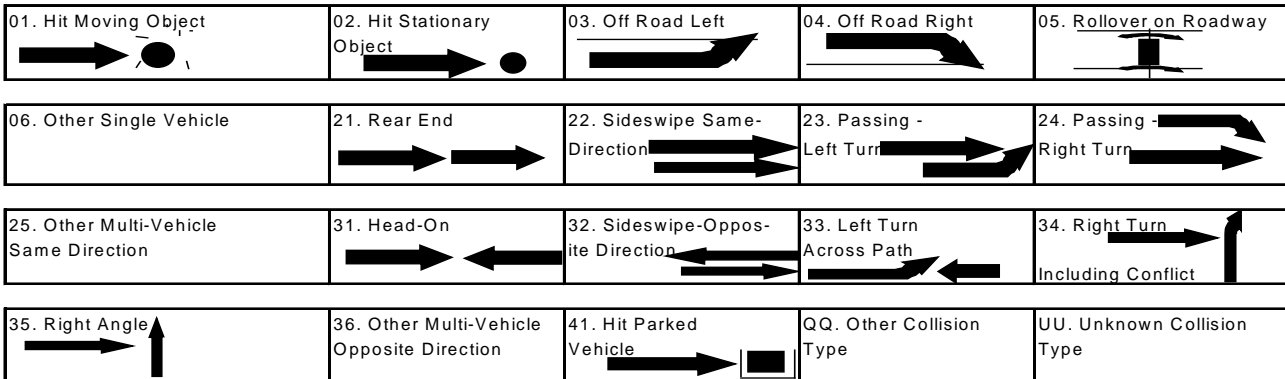 01. Hit Moving Object
02. Hit Stationary
Object
03. Off Road Left
04. Off Road Right
05. Rollover on Roadway
06. Other Single Vehicle
21. Rear End
22. Sideswipe Same-
Direction
23. Passing -
Left Turn
24. Passing -
Right Turn
25. Other Multi-Vehicle
Same Direction
31. Head-On
32. Sideswipe-Oppos-
ite Direction
33. Left Turn
Across Path
34. Right Turn
Including Conflict
35. Right Angle
36. Other Multi-Vehicle
Opposite Direction
41. Hit Parked
Vehicle
QQ. Other Collision
Type
UU. Unknown Collision
Type